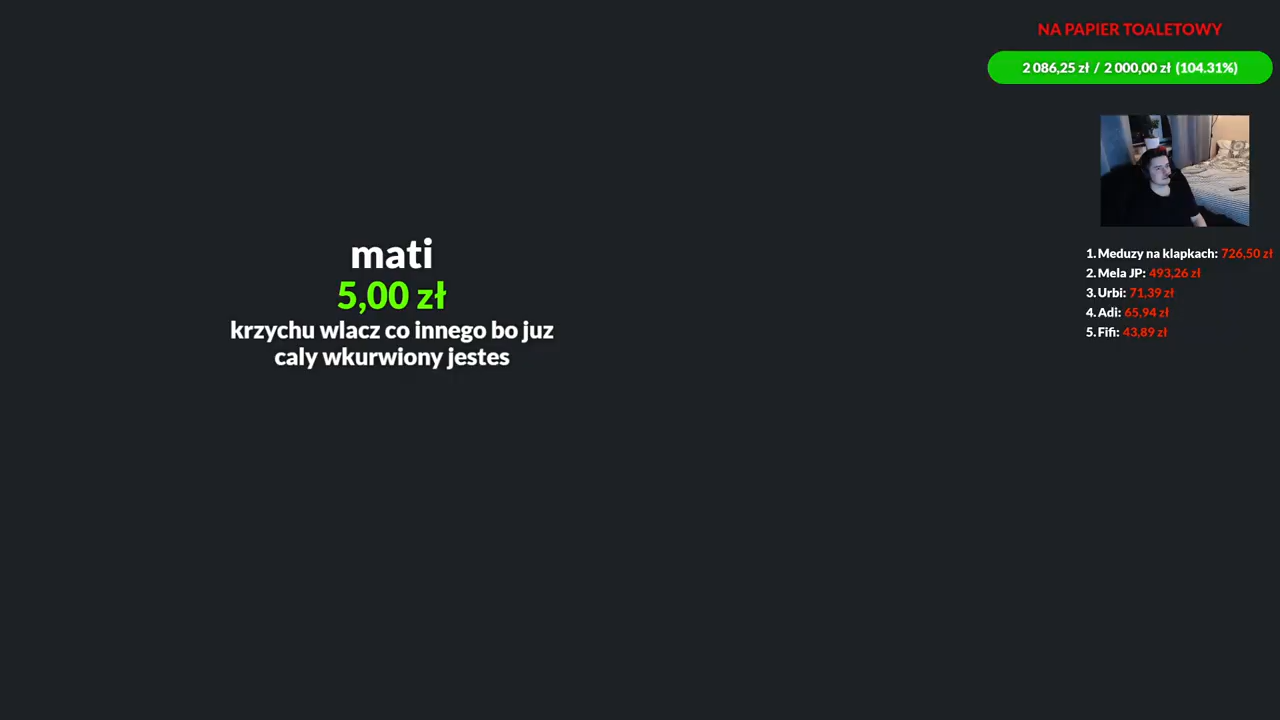 NA PAPIER TOALETOWY
2 086,25 zł / 2 000,00 zł (104.31%)
mati
5,00 zł
krzychu wlacz co innego bo juz
caly wkurwiony jestes
1. Meduzy na klapkach: 726,50 zł
2. Mela JP: 493,26 zł
3. Urbi: 71,39 zł
4. Adi: 65,94 zł
5. Fifi: 43,89 zł